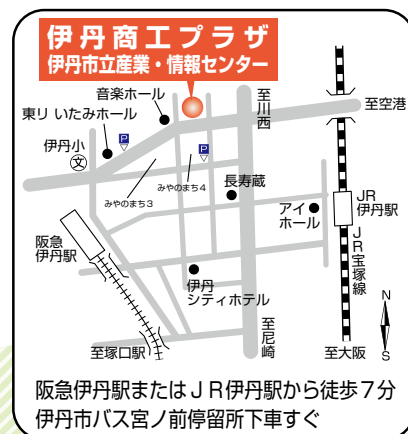 伊丹商工プラザ
伊丹市立産業・情報センター
音楽ホール
東リ いたみホール
伊丹小
文
P
P
みやのまち3
みやのまち4
至川西
至空港
長寿蔵
アイ
ホール
JR
伊丹駅
JR宝塚線
阪急
伊丹駅
伊丹
シティホテル
至塚口駅
至尼崎
至大阪
N
S
阪急伊丹駅またはＪＲ伊丹駅から徒歩７分
伊丹市バス宮ノ前停留所下車すぐ